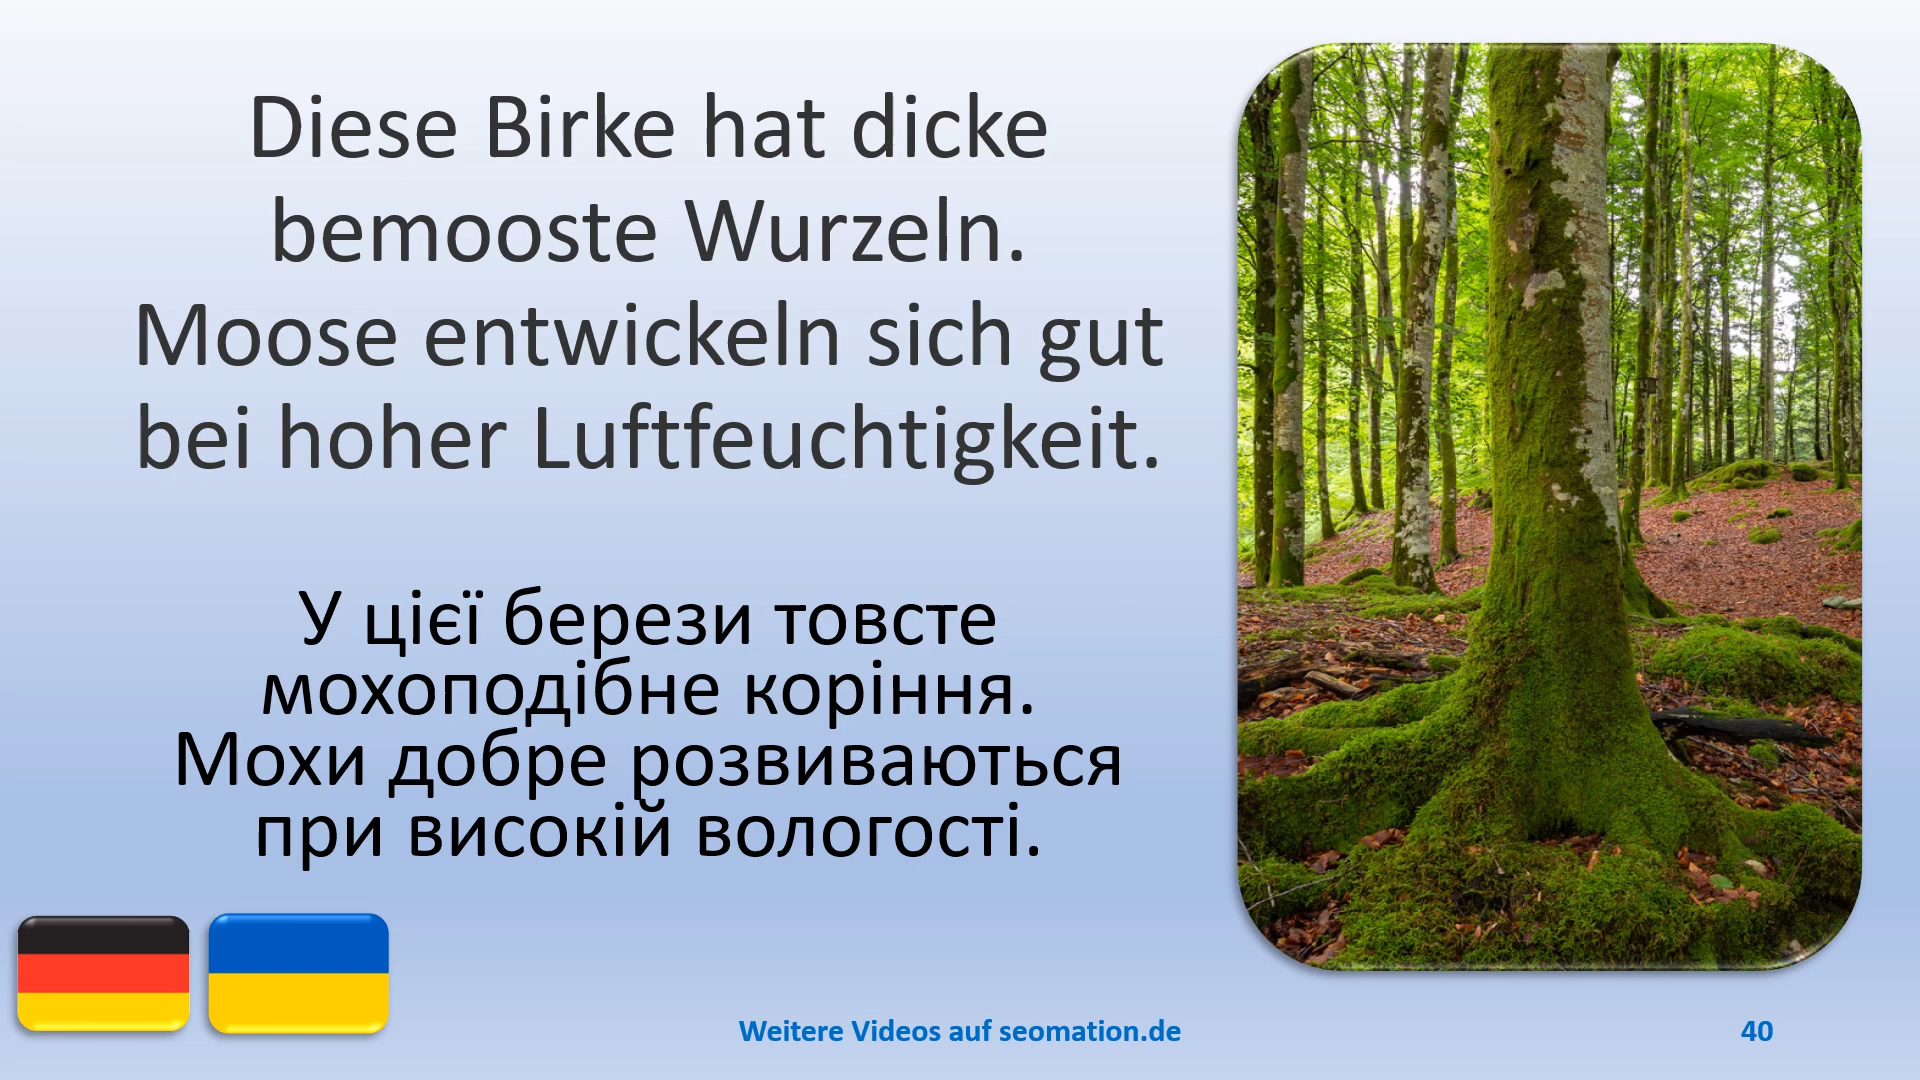 Diese Birke hat dicke
bemooste Wurzeln.
Moose entwickeln sich gut
bei hoher Luftfeuchtigkeit.
У цієї берези товсте
мохоподібне коріння.
Мохи добре розвиваються
при високій вологості.
Weitere Videos auf seomation.de
40